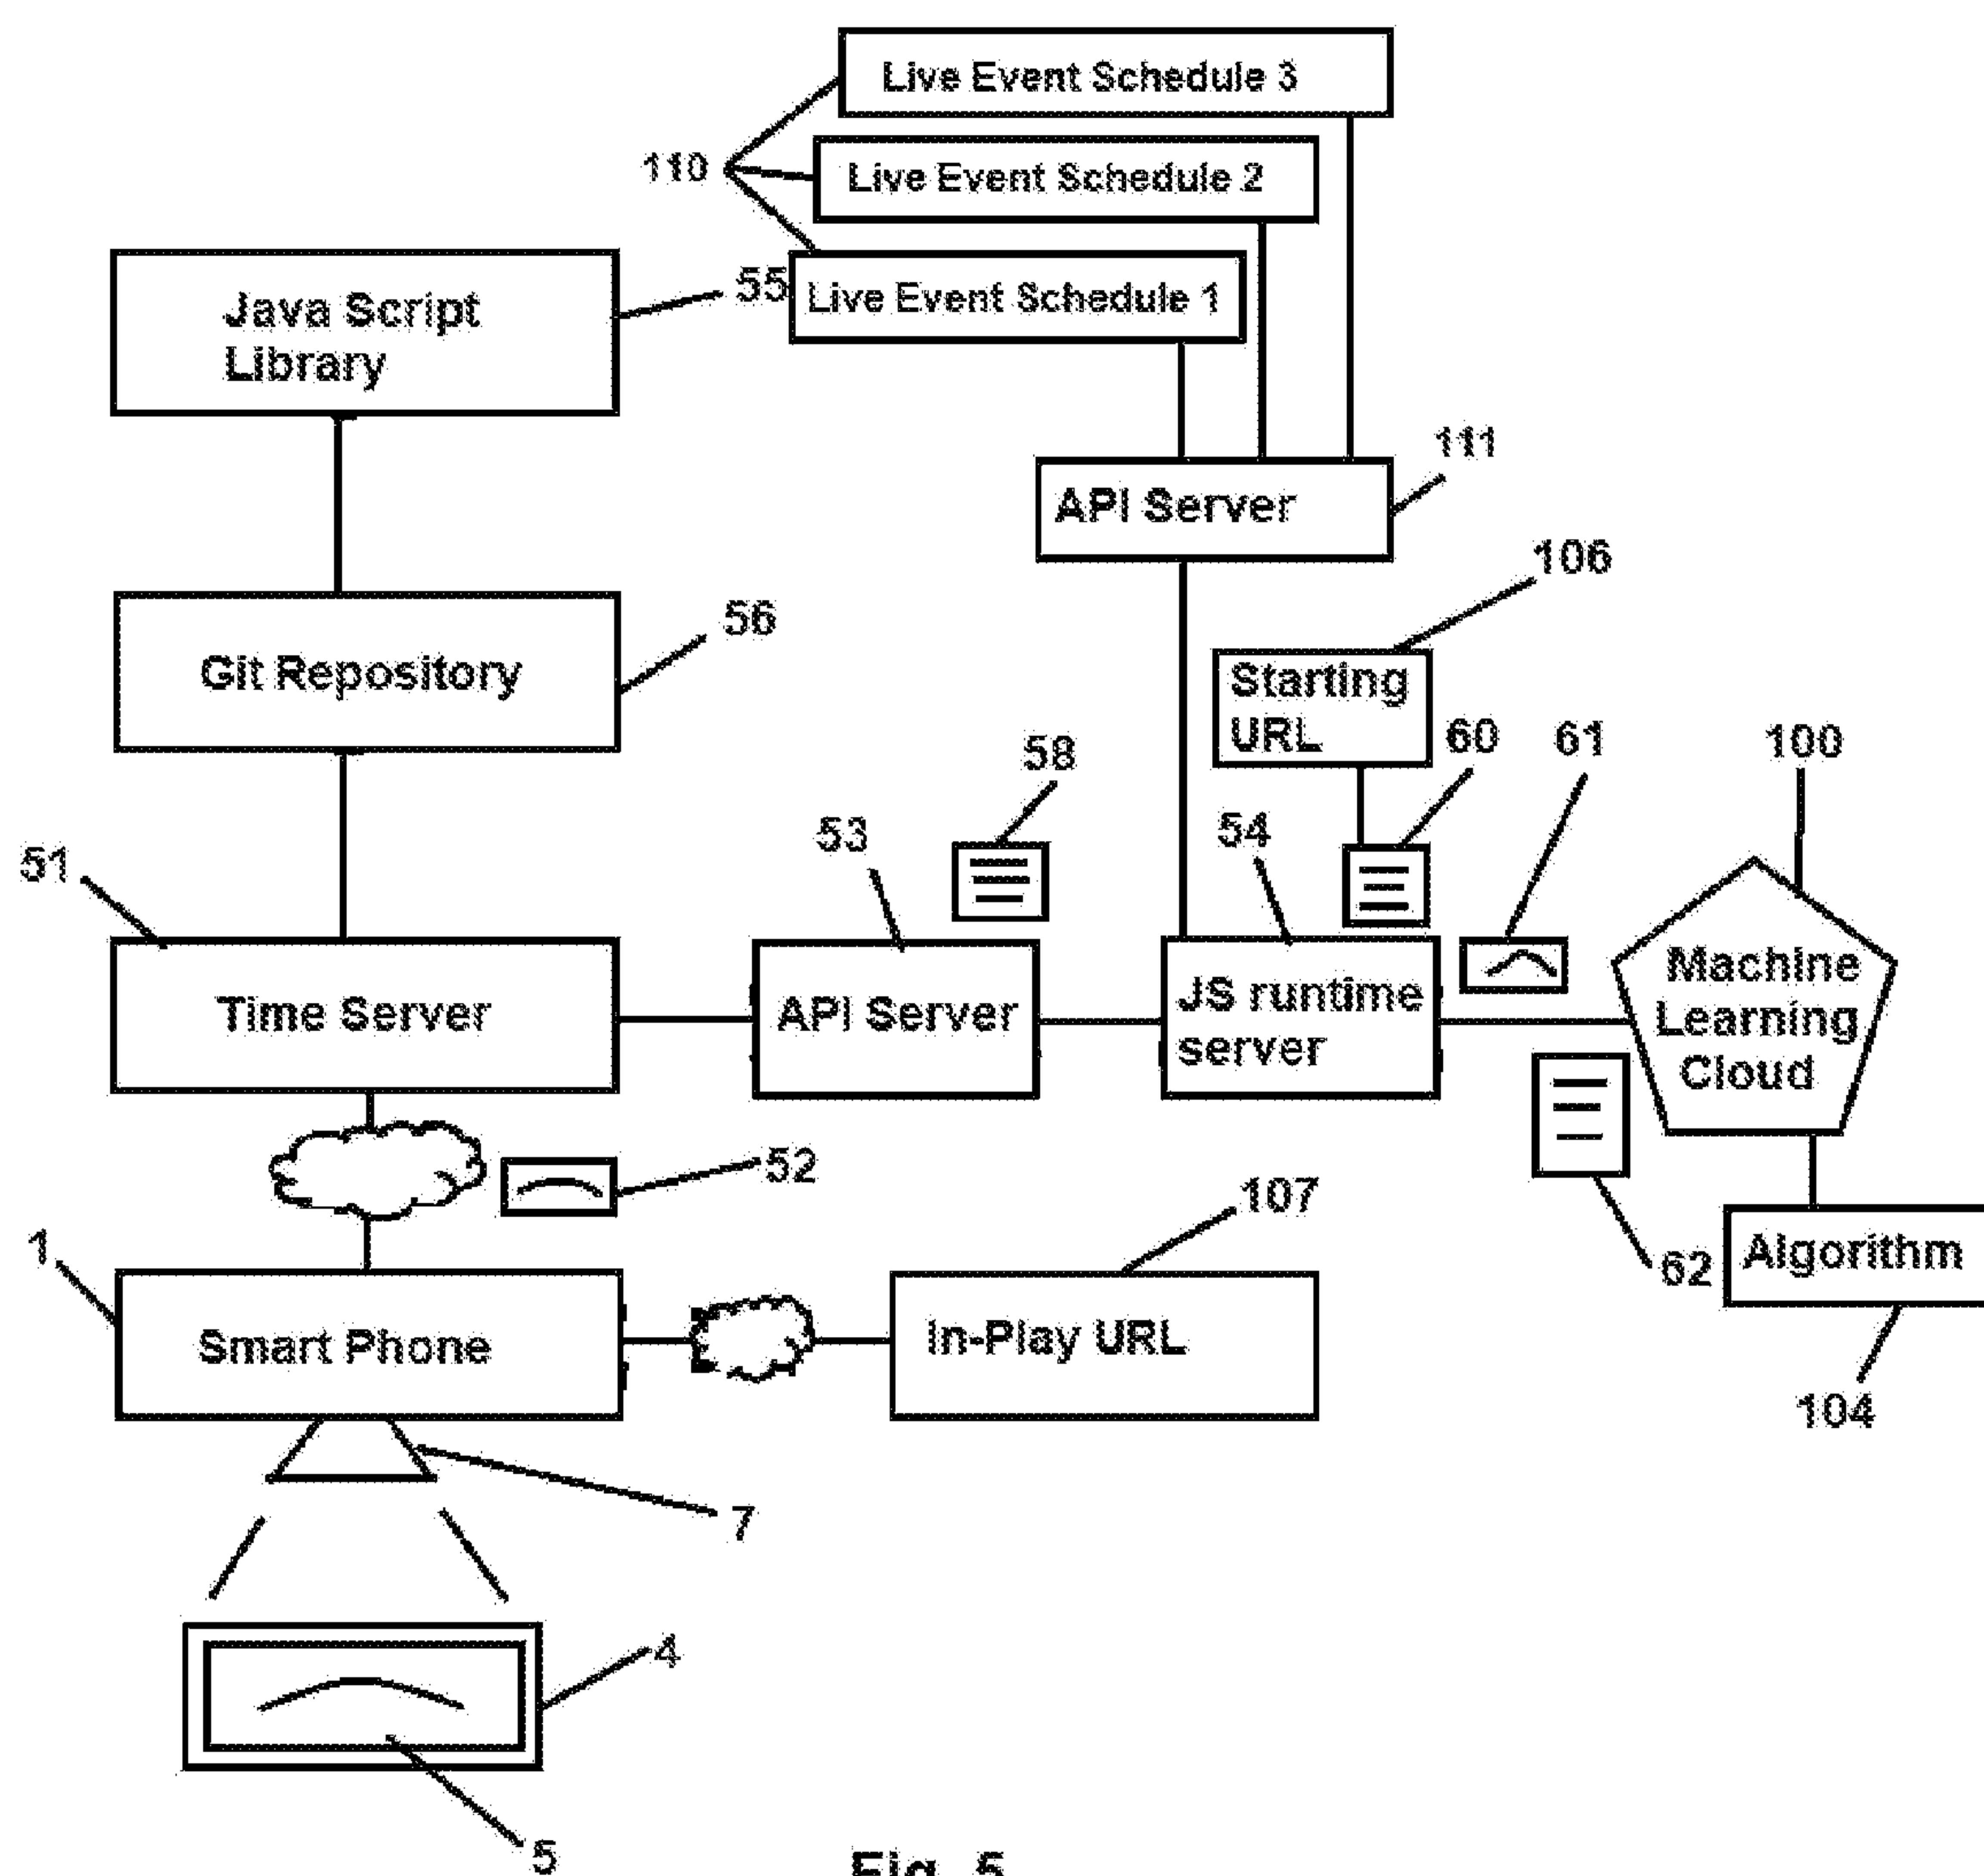 Live Event Schedule 3
110
Live Event Schedule 2
55
Live Event Schedule 1
Java Script
Library
111
API Server
106
56
Git Repository
Starting
URL
58
60
61
100
53
54
51
Machine
Learning
Cloud
Time Server
API Server
JS runtime
server
52
107
1
62
Algorithm
Smart Phone
In-Play URL
104
7
4
5
Fig. 5